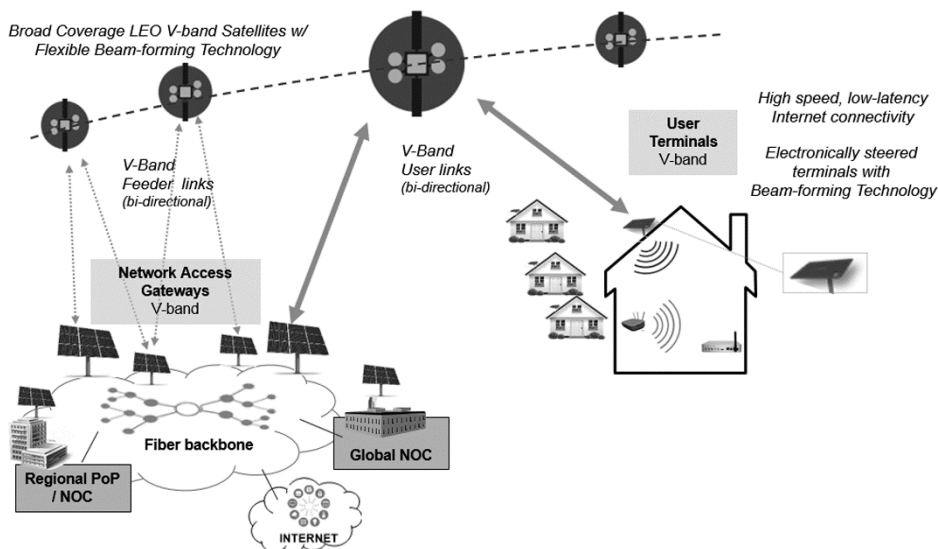 Broad Coverage LEO V-band Satellites w/
Flexible Beam-forming Technology
V-Band
Feeder links
(bi-directional)
V-Band
User links
(bi-directional)
User
Terminals
V-band
High speed, low-latency
Internet connectivity
Electronically steered
terminals with
Beam-forming Technology
Network Access
Gateways
V-band
Fiber backbone
Global NOC
Regional PoP
/ NOC
INTERNET